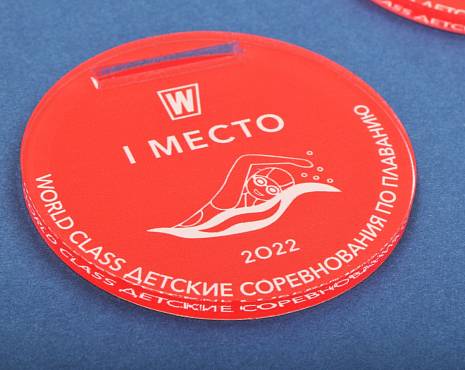 W
I МЕСТО
2022
WORLD CLASS ДЕТСКИЕ СОРЕВНОВАНИЯ ПО ПЛАВАНИЮ